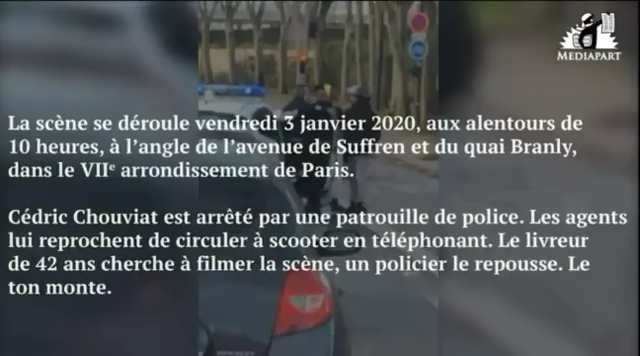 MEDIAPART
La scène se déroule vendredi 3 janvier 2020, aux alentours de
10 heures, à l'angle de l'avenue de Suffren et du quai Branly,
dans le VIIᵉ arrondissement de Paris.
Cédric Chouviat est arrêté par une patrouille de police. Les agents
lui reprochent de circuler à scooter en téléphonant. Le livreur
de 42 ans cherche à filmer la scène, un policier le repousse. Le
ton monte.